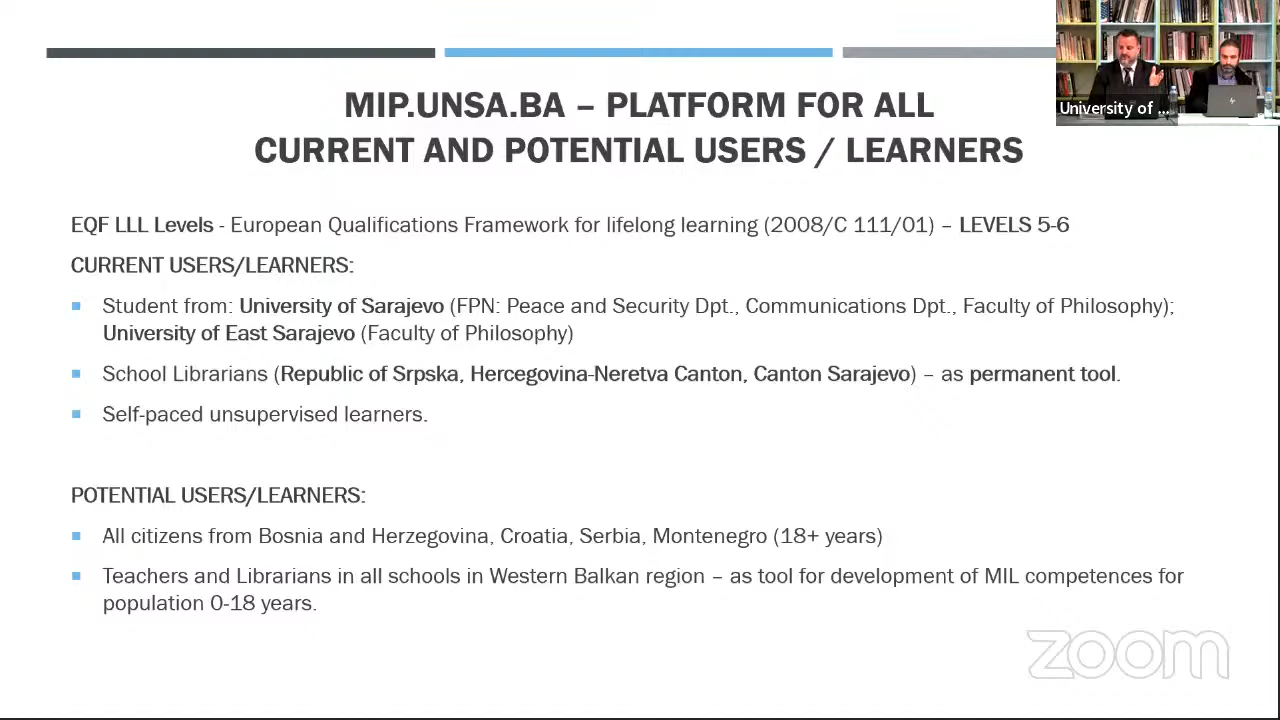 MIP.UNSA.BA – PLATFORM FOR ALL
CURRENT AND POTENTIAL USERS / LEARNERS
University of ...
EQF LLL Levels - European Qualifications Framework for lifelong learning (2008/C 111/01) – LEVELS 5-6
CURRENT USERS/LEARNERS:
Student from: University of Sarajevo (FPN: Peace and Security Dpt., Communications Dpt., Faculty of Philosophy);
University of East Sarajevo (Faculty of Philosophy)
School Librarians (Republic of Srpska, Hercegovina-Neretva Canton, Canton Sarajevo) – as permanent tool.
Self-paced unsupervised learners.
POTENTIAL USERS/LEARNERS:
All citizens from Bosnia and Herzegovina, Croatia, Serbia, Montenegro (18+ years)
Teachers and Librarians in all schools in Western Balkan region – as tool for development of MIL competences for
population 0-18 years.
zoom